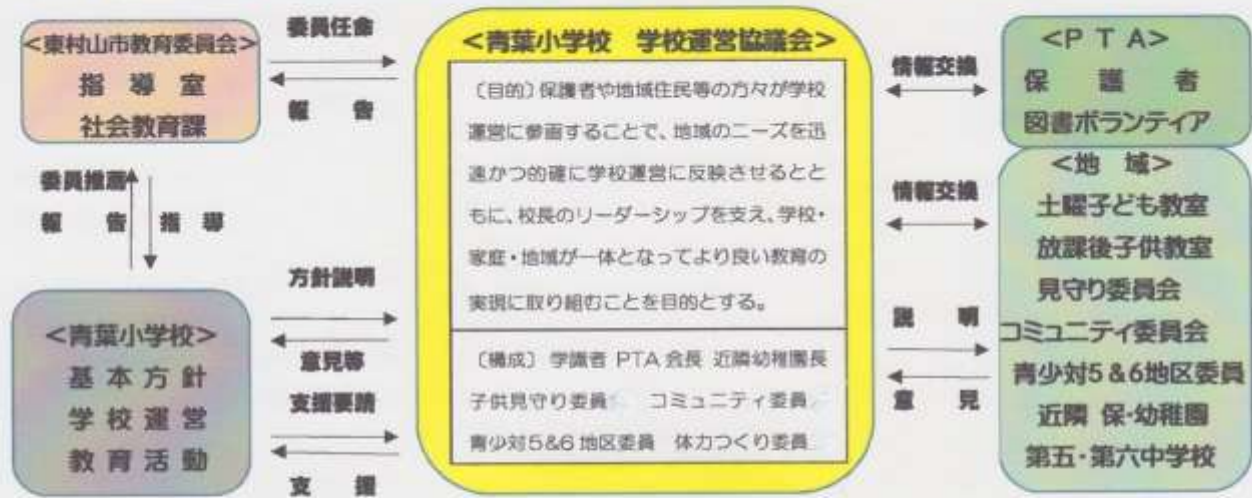 <東村山市教育委員会>
指 導 室
社会教育課
委員任命
報 告
委員推薦
報 告
指 導
<青葉小学校>
基 本 方 針
学 校 運 営
教 育 活 動
方針説明
意見等
支援要請
支 援
<青葉小学校 学校運営協議会>
〔目的〕保護者や地域住民等の方々が学校
運営に参画することで、地域のニーズを迅
速かつ的確に学校運営に反映させるとと
もに、校長のリーダーシップを支え、学校・
家庭・地域が一体となってより良い教育の
実現に取り組むことを目的とする。
〔構成〕 学識者 PTA 会長 近隣幼稚園長
子供見守り委員 コミュニティ委員
青少対5&6 地区委員 体力つくり委員
情報交換
情報交換
説 明
意 見
<P T A>
保 護 者
図書ボランティア
<地 域>
土曜子ども教室
放課後子供教室
見守り委員会
コミュニティ委員会
青少対5&6地区委員
近隣 保・幼稚園
第五・第六中学校